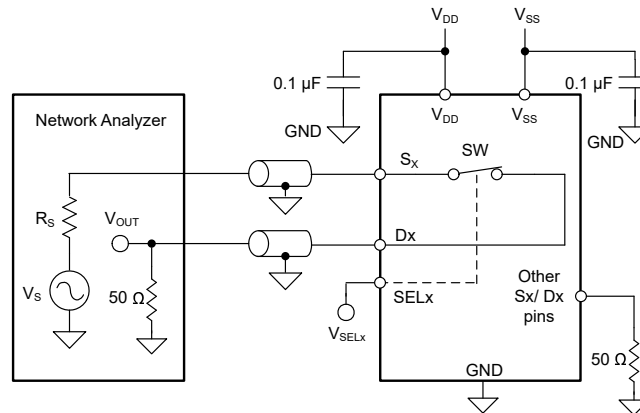 V_DD
V_SS
0.1 µF
0.1 µF
V_DD
V_SS
GND
GND
Network Analyzer
S_X
SW
R_S
V_OUT
Dx
V_S
50 Ω
SELx
Other
Sx/ Dx
pins
V_SELx
50 Ω
GND